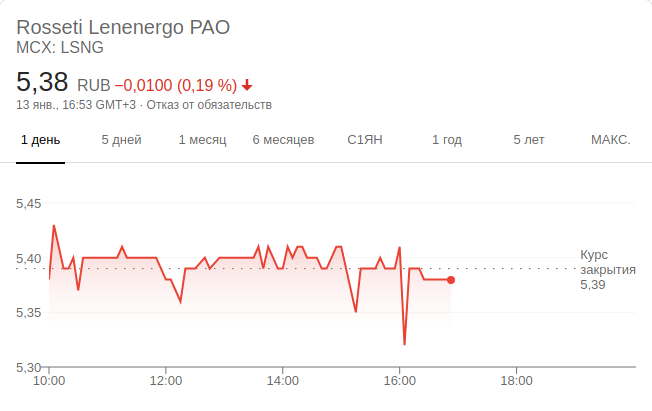 Rosseti Lenenergo PAO
MCX: LSNG
5,38 RUB −0,0100 (0,19 %)
13 янв., 16:53 GMT+3 · Отказ от обязательств
1 день 5 дней 1 месяц 6 месяцев С1ЯН 1 год 5 лет МАКС.
5,45
5,40
Курс
закрытия
5,39
5,35
5,30
10:00 12:00 14:00 16:00 18:00